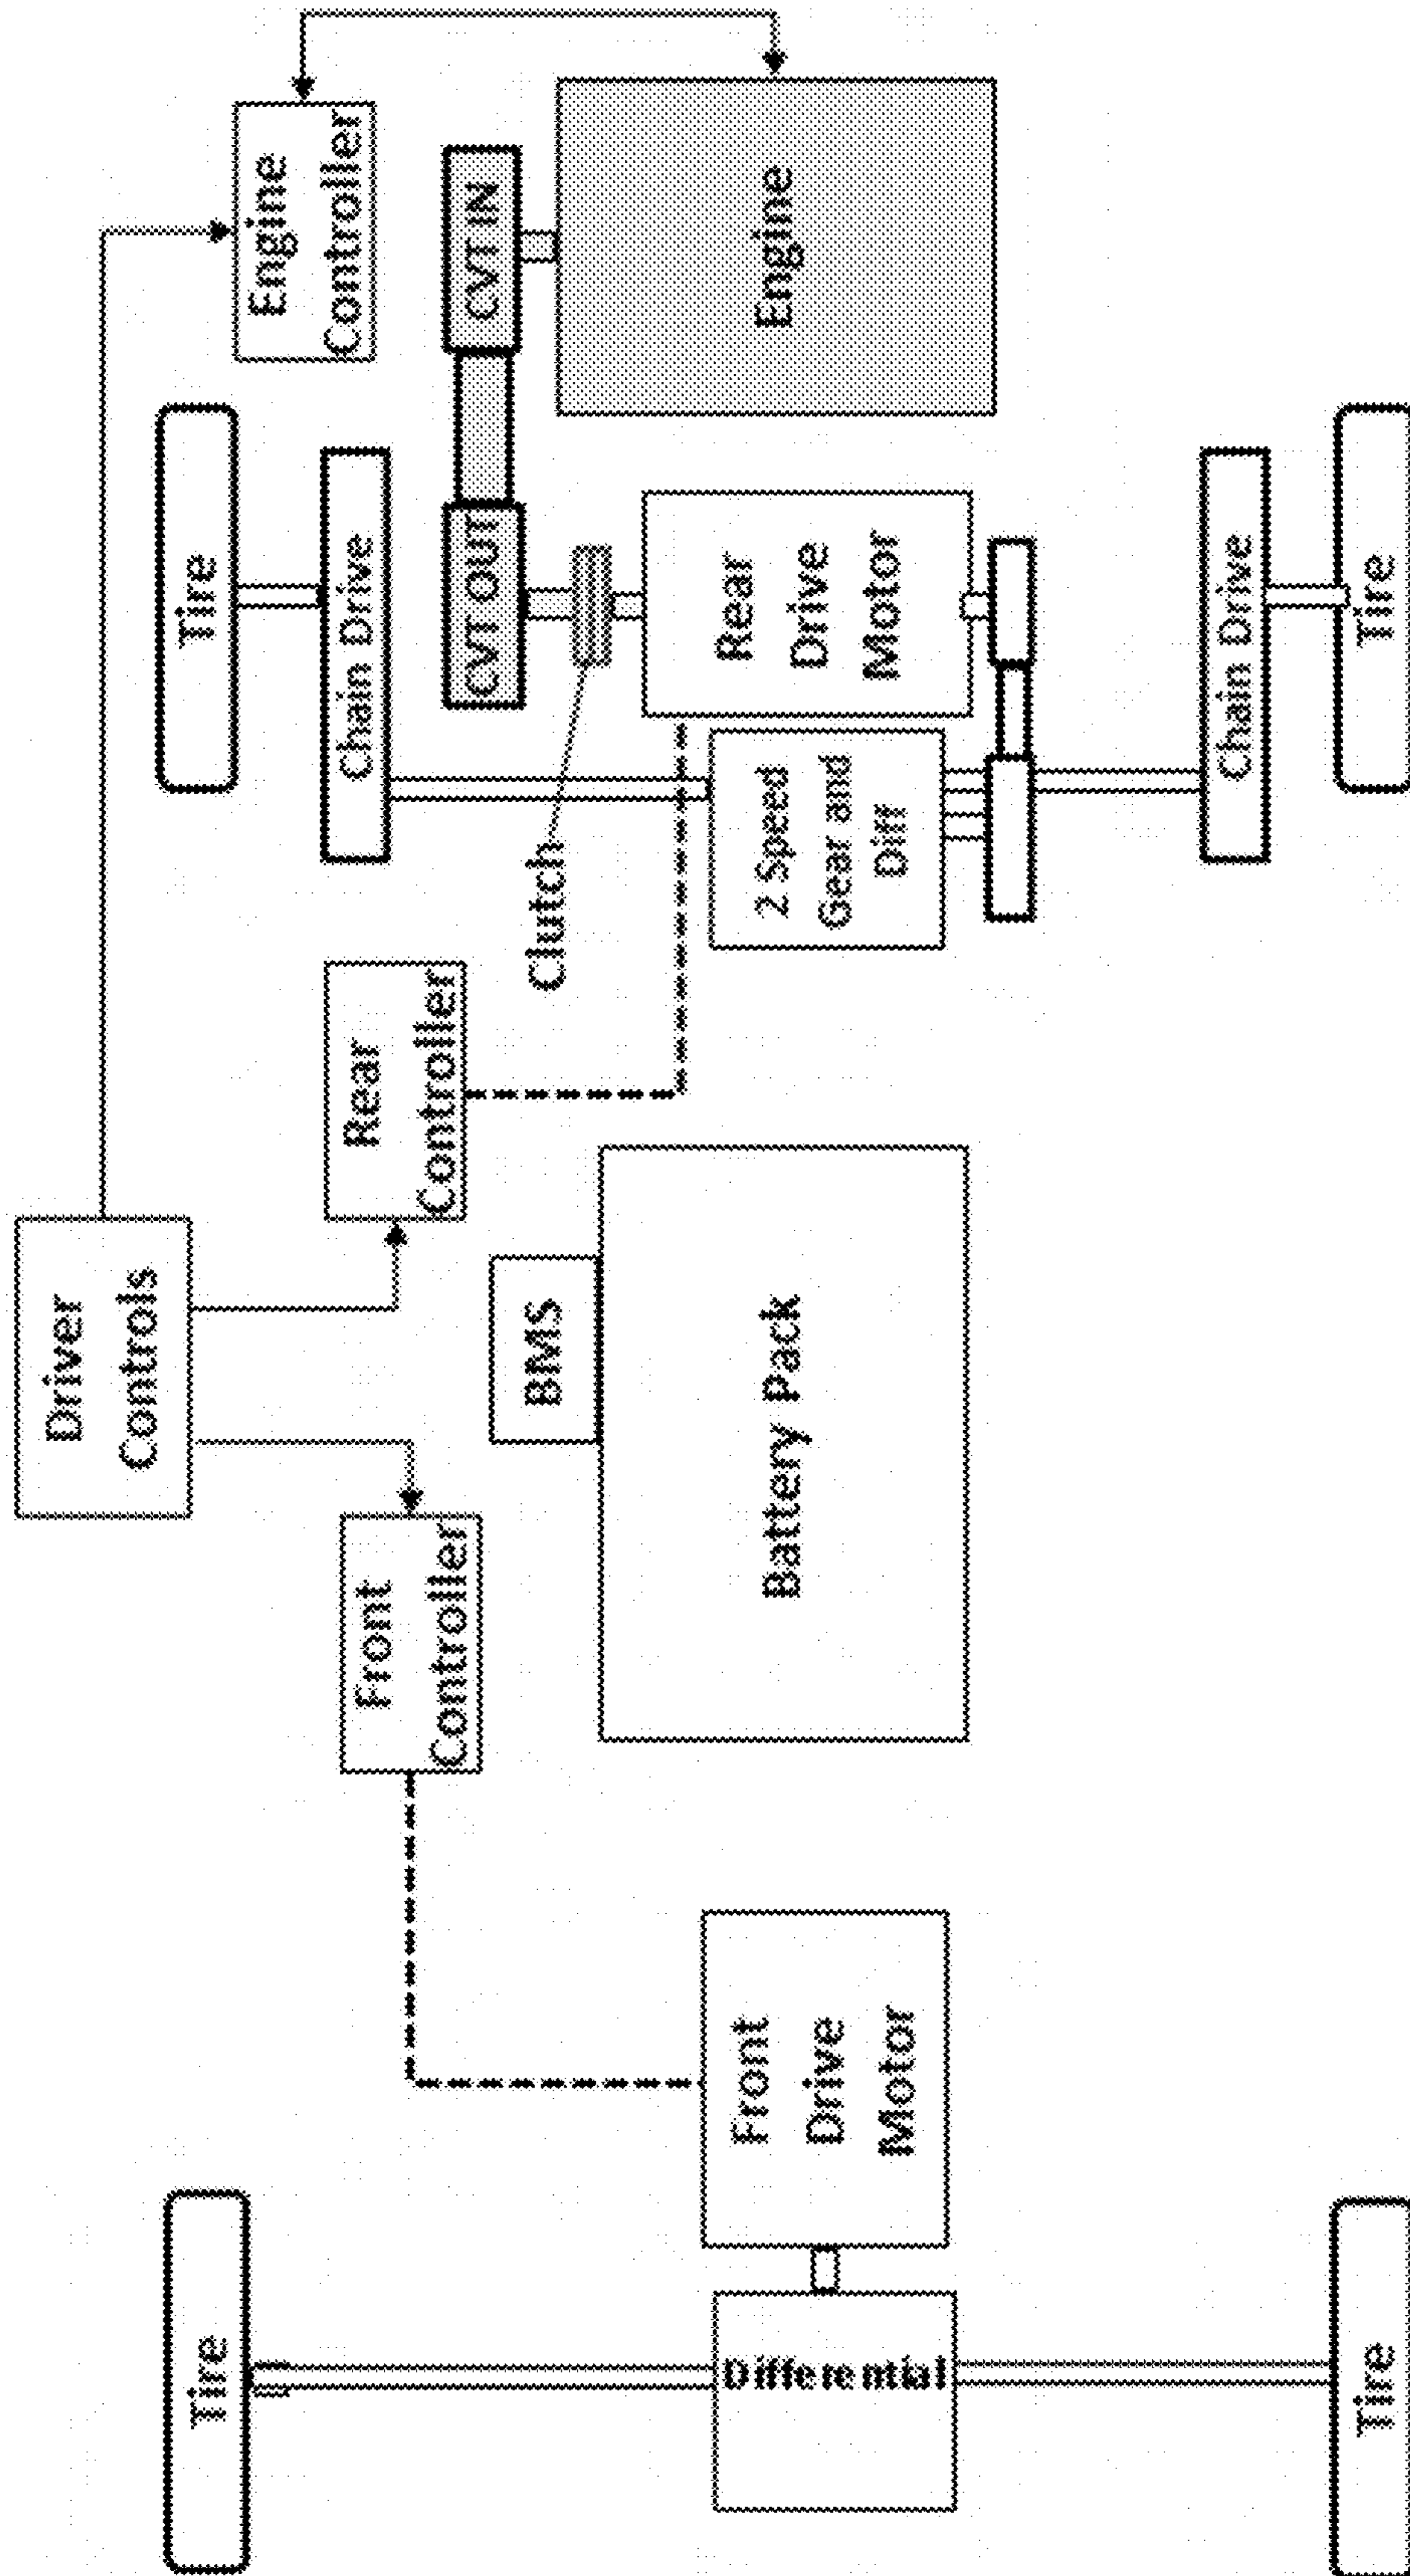 Driver
Controls
Engine
Controller
Front
Controller
Rear
Controller
Tire
Tire
Chain Drive
BMS
CVT OUT
CVT IN
Clutch
Battery Pack
Front
Drive
Motor
Differential
2 Speed
Gear and
Diff
Rear
Drive
Motor
Engine
Chain Drive
Tire
Tire